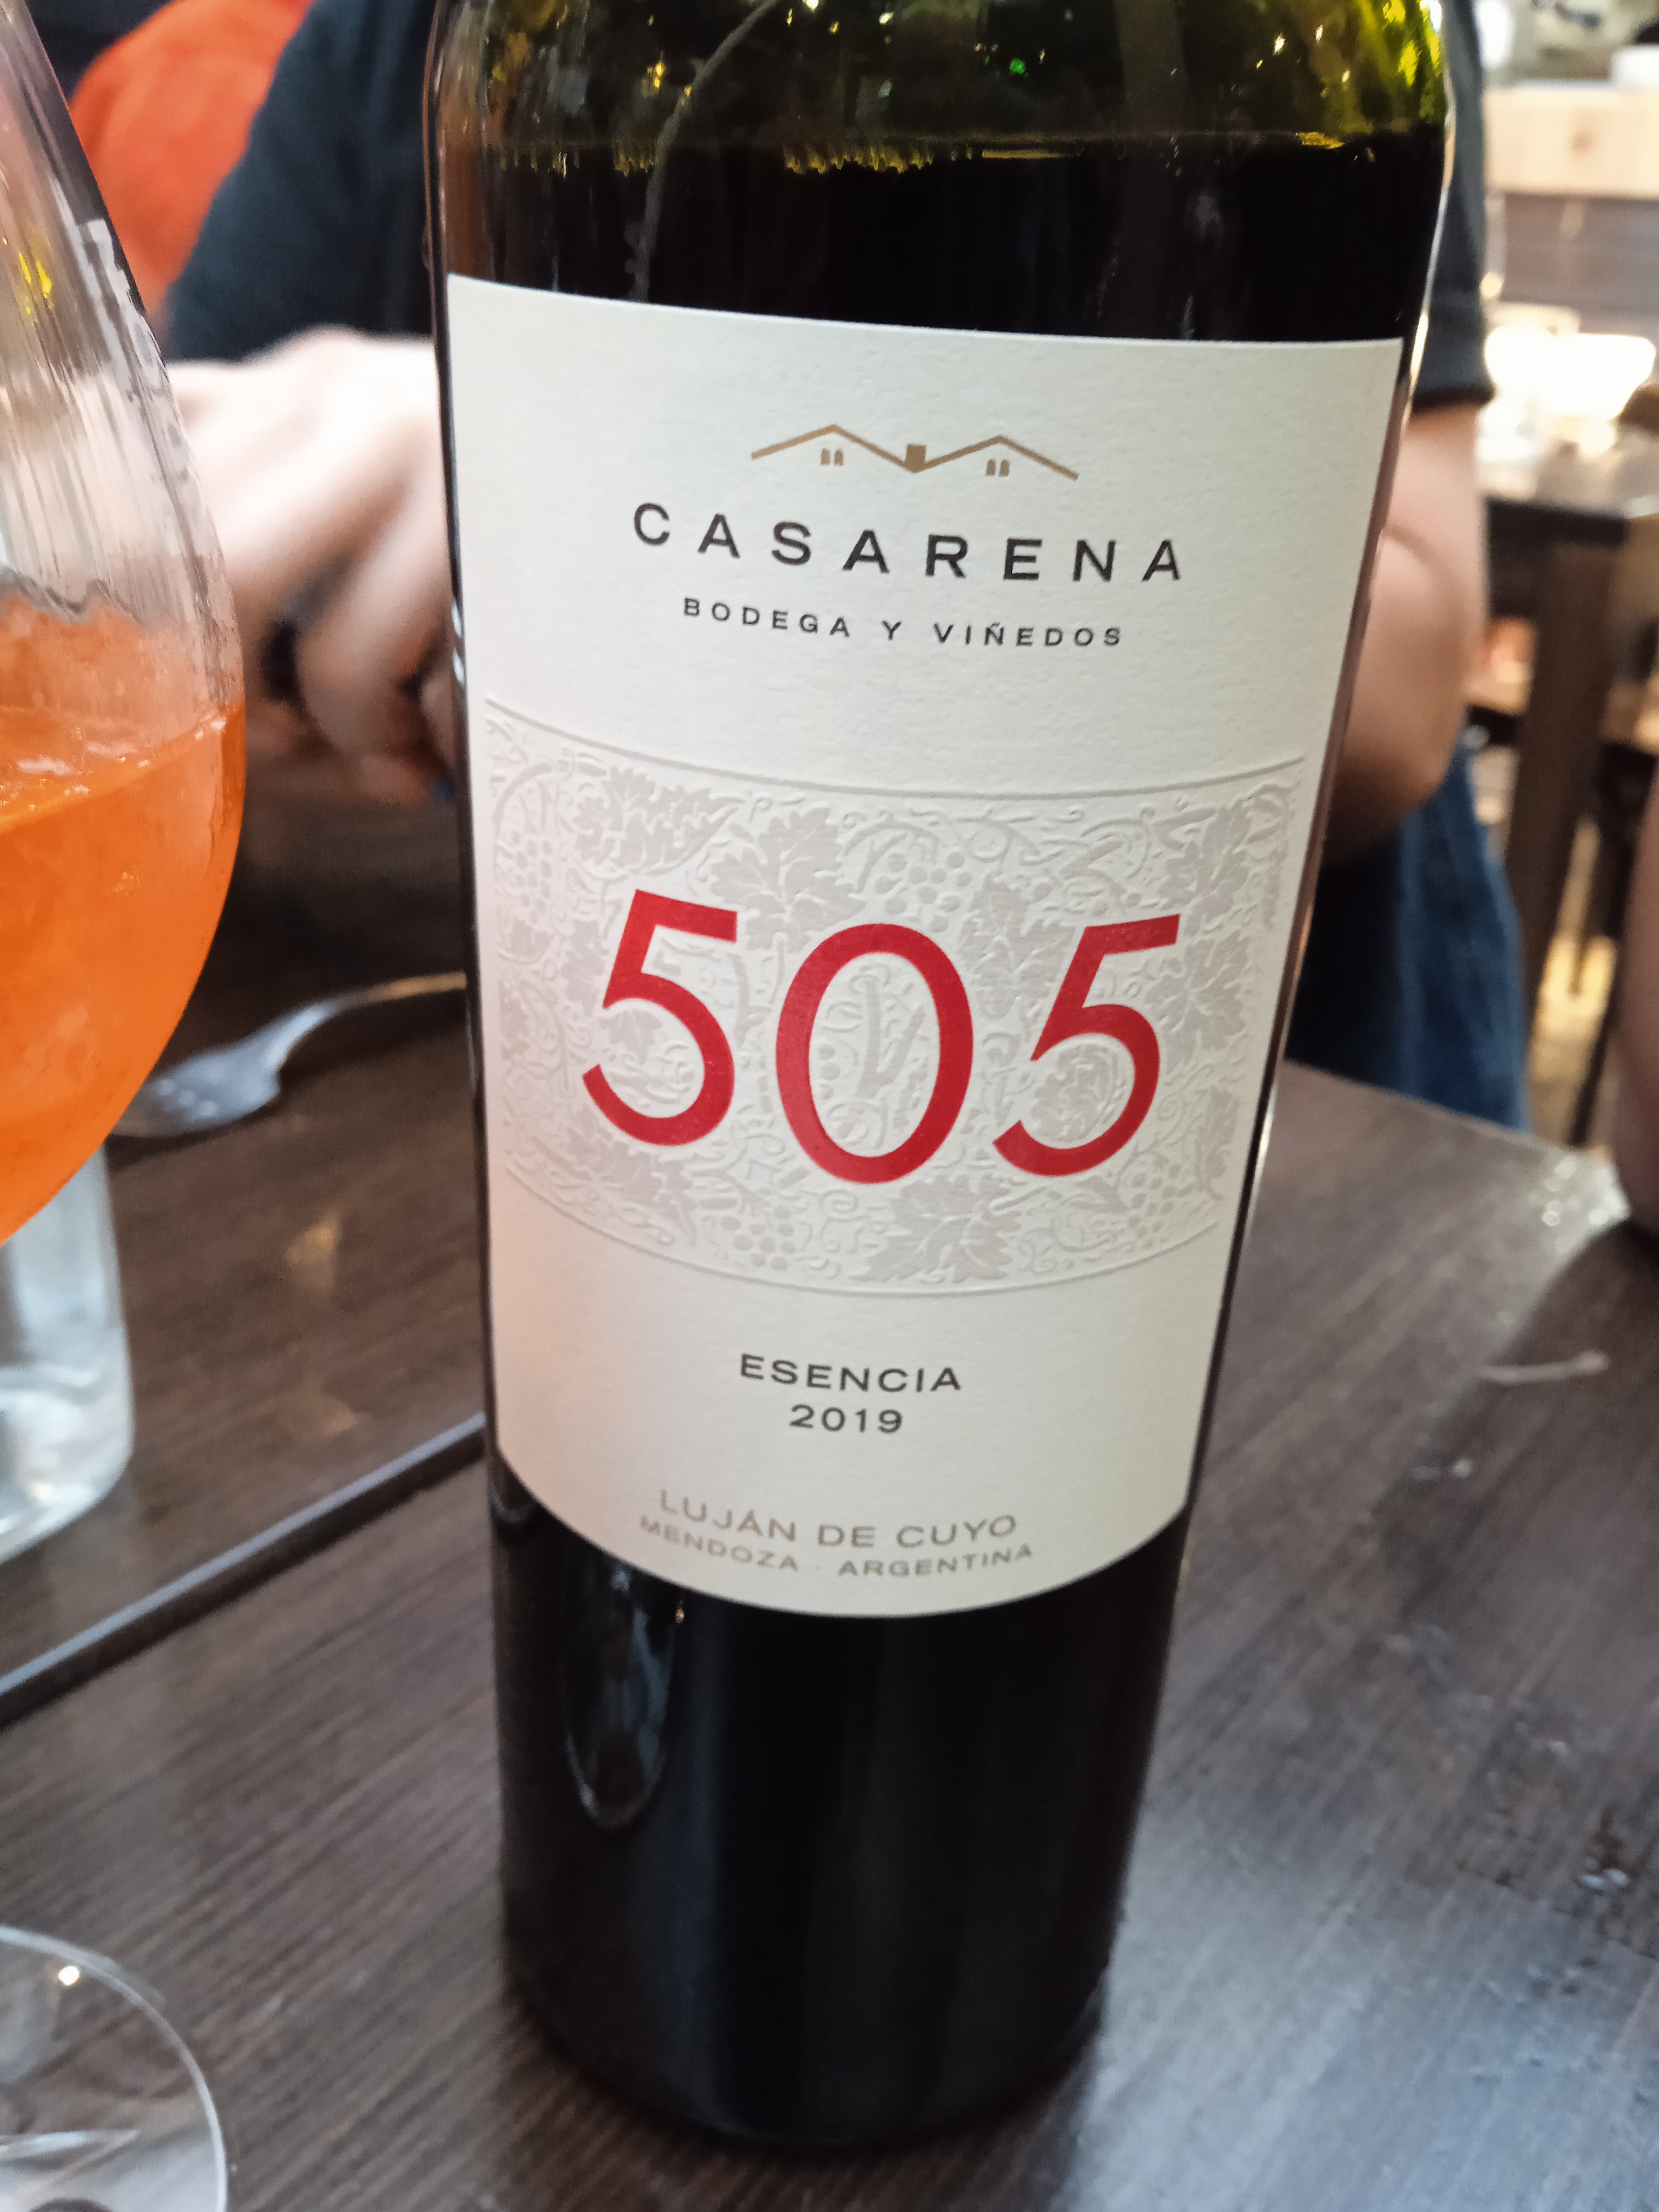 CASARENA
BODEGA Y VIÑEDOS
505
ESENCIA
2019
LUJÁN DE CUYO
MENDOZA · ARGENTINA